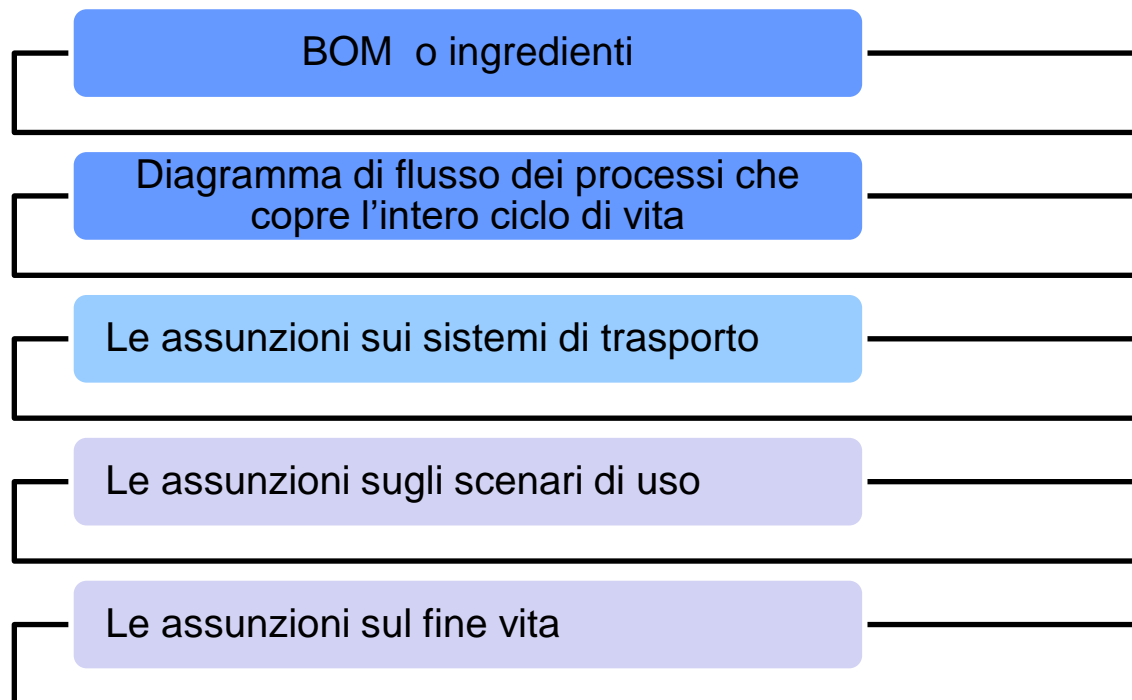 BOM  o ingredienti
Diagramma di flusso dei processi che
copre l’intero ciclo di vita
Le assunzioni sui sistemi di trasporto
Le assunzioni sugli scenari di uso
Le assunzioni sul fine vita